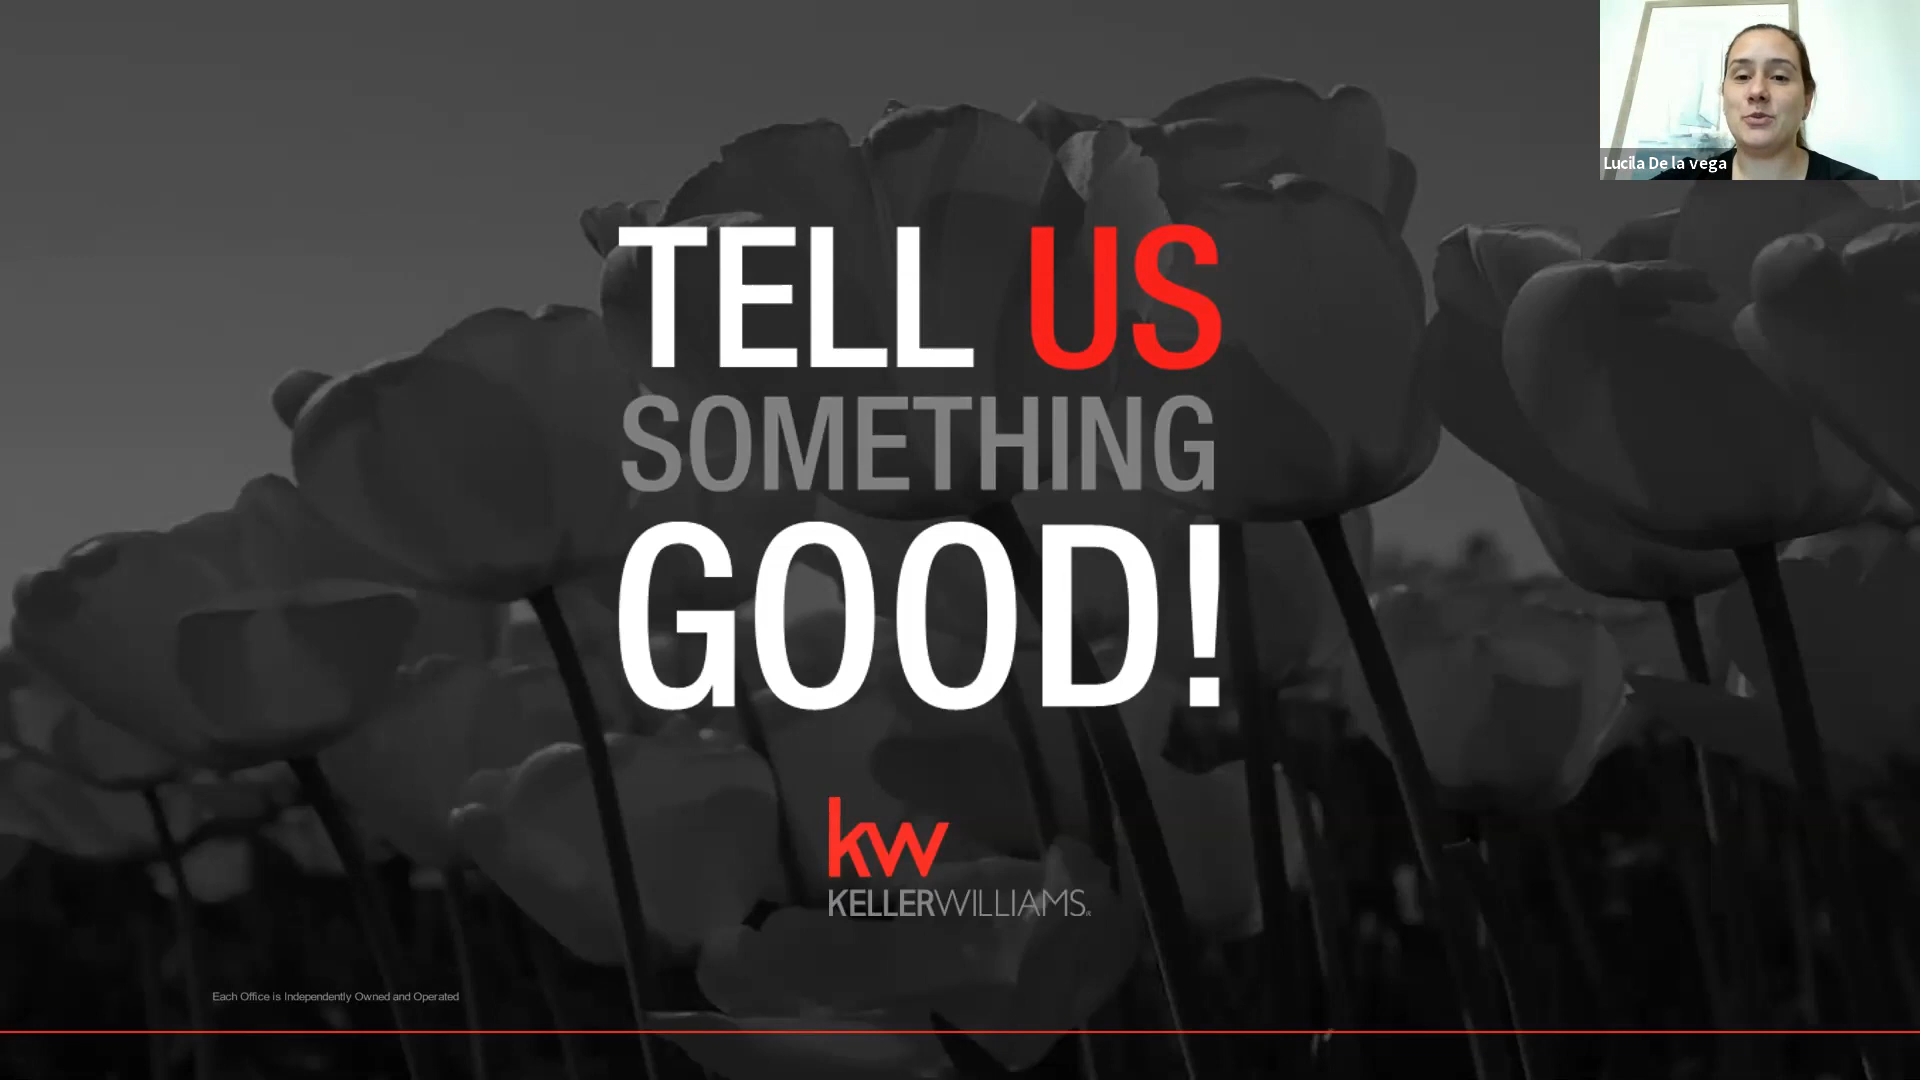 Lucila De la vega
TELL US
SOMETHING
GOOD!
kw
KELLERWILLIAMS.
Each Office is Independently Owned and Operated